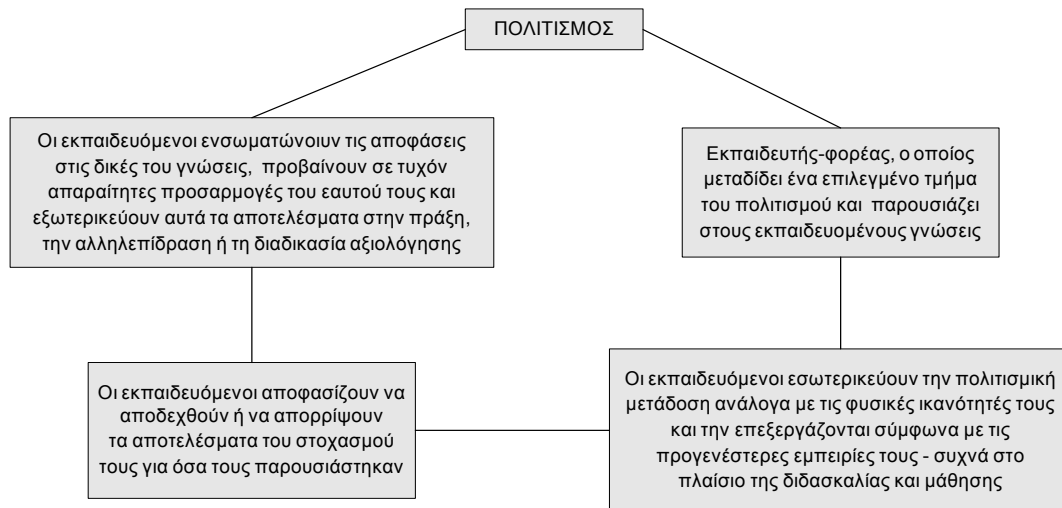 ΠΟΛΙΤΙΣΜΟΣ
Οι εκπαιδευόμενοι ενσωματώνοιυν τις αποφάσεις
στις δικές του γνώσεις, προβαίνουν σε τυχόν
απαραίτητες προσαρμογές του εαυτού τους και
εξωτερικεύουν αυτά τα αποτελέσματα στην πράξη,
την αλληλεπίδραση ή τη διαδικασία αξιολόγησης
Εκπαιδευτής-φορέας, ο οποίος
μεταδίδει ένα επιλεγμένο τμήμα
του πολιτισμού και παρουσιάζει
στους εκπαιδευομένους γνώσεις
Οι εκπαιδευόμενοι αποφασίζουν να
αποδεχθούν ή να απορρίψουν
τα αποτελέσματα του στοχασμού
τους για όσα τους παρουσιάστηκαν
Οι εκπαιδευόμενοι εσωτερικεύουν την πολιτισμική
μετάδοση ανάλογα με τις φυσικές ικανότητές τους
και την επεξεργάζονται σύμφωνα με τις
προγενέστερες εμπειρίες τους - συχνά στο
πλαίσιο της διδασκαλίας και μάθησης